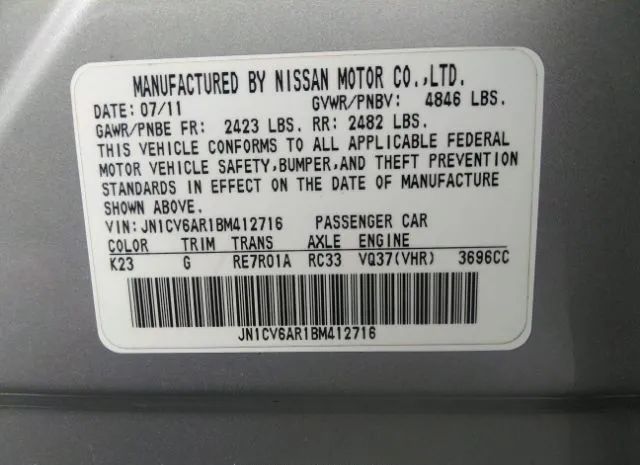 MANUFACTURED BY NISSAN MOTOR CO.,LTD.
DATE: 07/11 GVWR/PNBV: 4846 LBS.
GAWR/PNBE FR: 2423 LBS. RR: 2482 LBS.
THIS VEHICLE CONFORMS TO ALL APPLICABLE FEDERAL
MOTOR VEHICLE SAFETY,BUMPER,AND THEFT PREVENTION
STANDARDS IN EFFECT ON THE DATE OF MANUFACTURE
SHOWN ABOVE.
VIN:JN1CV6AR1BM412716 PASSENGER CAR
COLOR TRIM TRANS AXLE ENGINE
K23 G RE7R01A RC33 VQ37(VHR) 3696CC
JN1CV6AR1BM412716